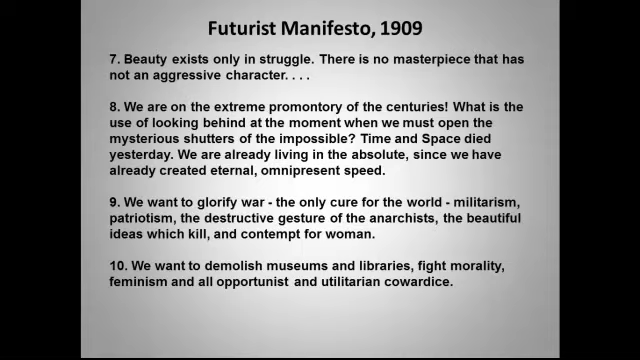 Futurist Manifesto, 1909
7. Beauty exists only in struggle. There is no masterpiece that has
not an aggressive character. . . .
8. We are on the extreme promontory of the centuries! What is the
use of looking behind at the moment when we must open the
mysterious shutters of the impossible? Time and Space died
yesterday. We are already living in the absolute, since we have
already created eternal, omnipresent speed.
9. We want to glorify war - the only cure for the world - militarism,
patriotism, the destructive gesture of the anarchists, the beautiful
ideas which kill, and contempt for woman.
10. We want to demolish museums and libraries, fight morality,
feminism and all opportunist and utilitarian cowardice.